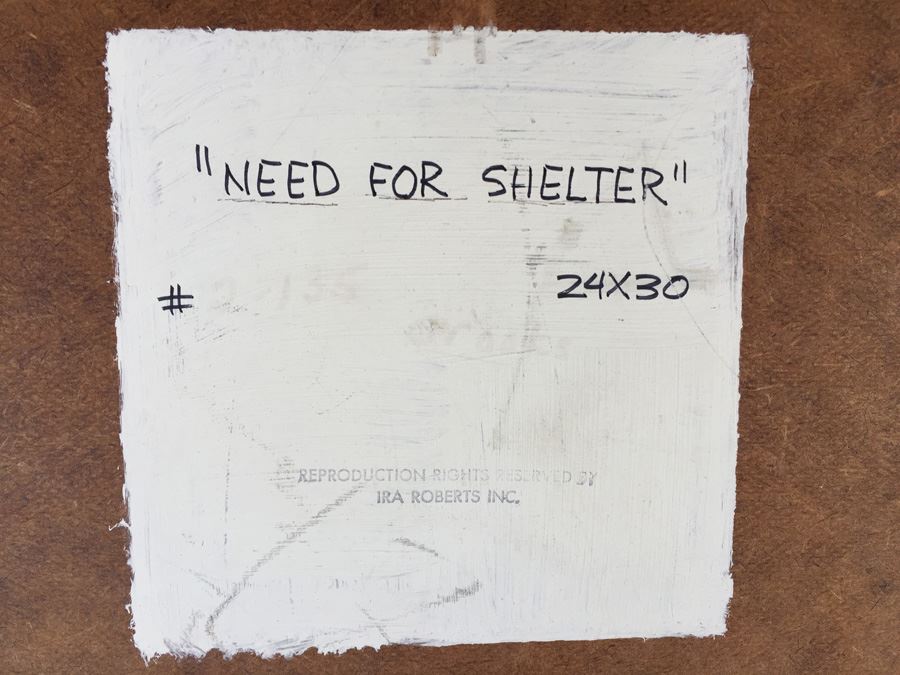 "NEED FOR SHELTER"
# 24X30
REPRODUCTION RIGHTS RESERVED BY
IRA ROBERTS INC.